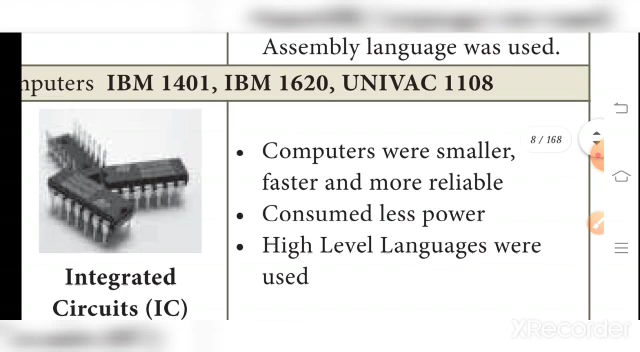 Assembly language was used.
mputers IBM 1401, IBM 1620, UNIVAC 1108
8 / 168
• Computers were smaller,
faster and more reliable
• Consumed less power
• High Level Languages were
used
Integrated
Circuits (IC)
XRecorder